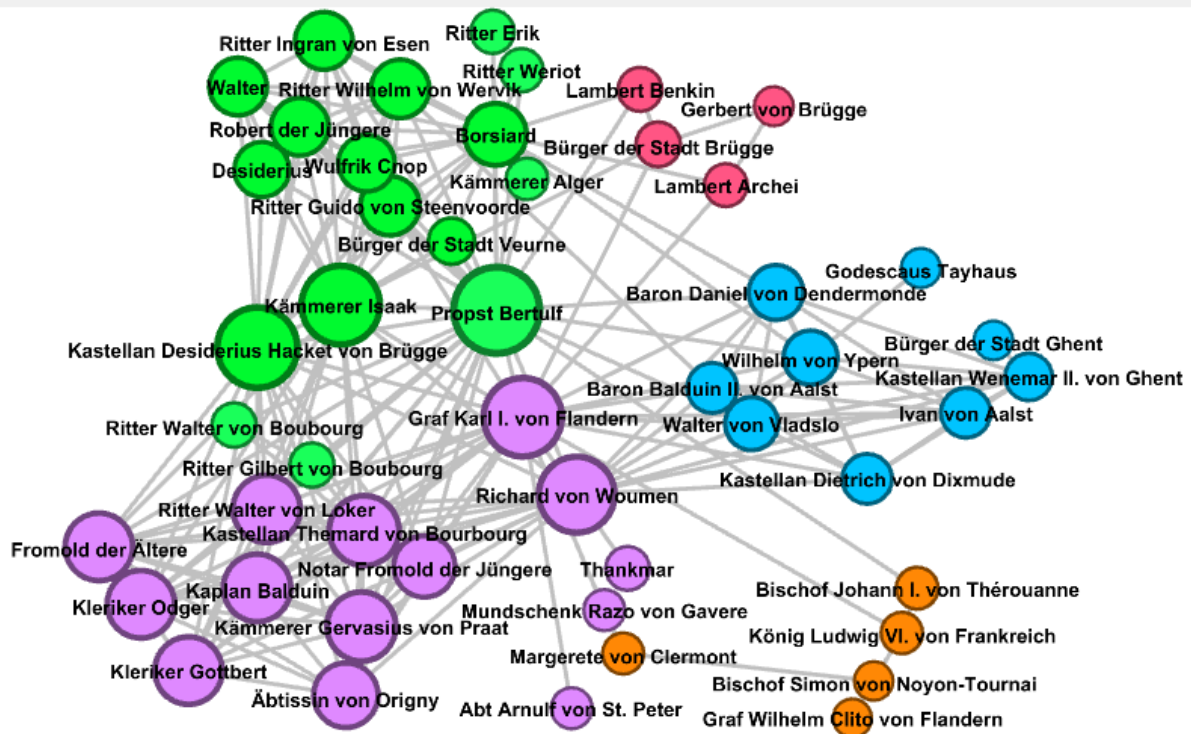 Ritter Erik
Ritter Ingran von Esen
Ritter Weriot
Walter
Ritter Wilhelm von Wervik
Lambert Benkin
Gerbert von Brügge
Robert der Jüngere
Borsiard
Bürger der Stadt Brügge
Desiderius
Wulfrik Cnop
Kämmerer Alger
Lambert Archei
Ritter Guido von Steenvoorde
Bürger der Stadt Veurne
Godescaus Tayhaus
Baron Daniel von Dendermonde
Kämmerer Isaak
Propst Bertulf
Bürger der Stadt Ghent
Kastellan Desiderius Hacket von Brügge
Wilhelm von Ypern
Kastellan Wenemar II. von Ghent
Baron Balduin II. von Aalst
Ivan von Aalst
Graf Karl I. von Flandern
Walter von Vladslo
Ritter Walter von Boubourg
Ritter Gilbert von Boubourg
Kastellan Dietrich von Dixmude
Richard von Woumen
Ritter Walter von Loker
Kastellan Themard von Bourbourg
Fromold der Ältere
Notar Fromold der Jüngere
Thankmar
Kaplan Balduin
Bischof Johann I. von Thérouanne
Kleriker Odger
Mundschenk Razo von Gavere
Kämmerer Gervasius von Praat
König Ludwig VI. von Frankreich
Margerete von Clermont
Kleriker Gottbert
Bischof Simon von Noyon-Tournai
Äbtissin von Origny
Abt Arnulf von St. Peter
Graf Wilhelm Clito von Flandern